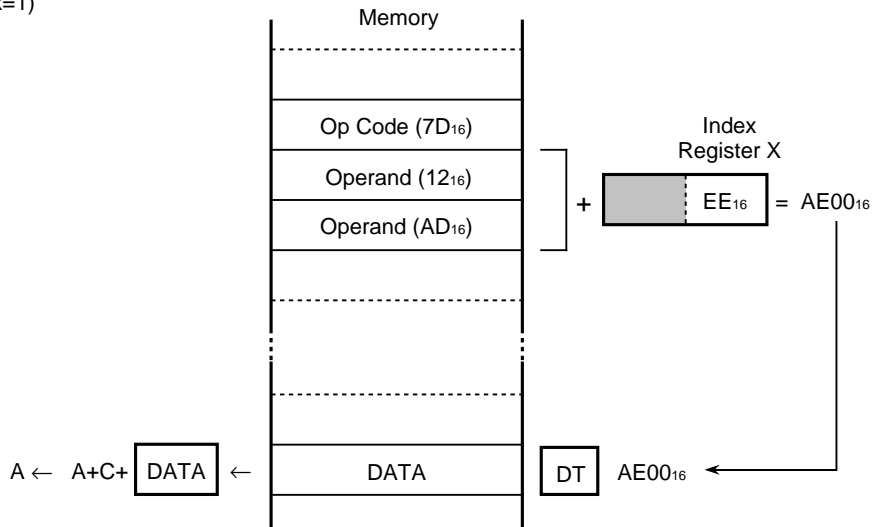 x=1)
Memory
Op Code (7D16)
Index
Register X
Operand (1216)
+ EE16 = AE0016
Operand (AD16)
A ← A+C+ DATA ← DATA DT AE0016